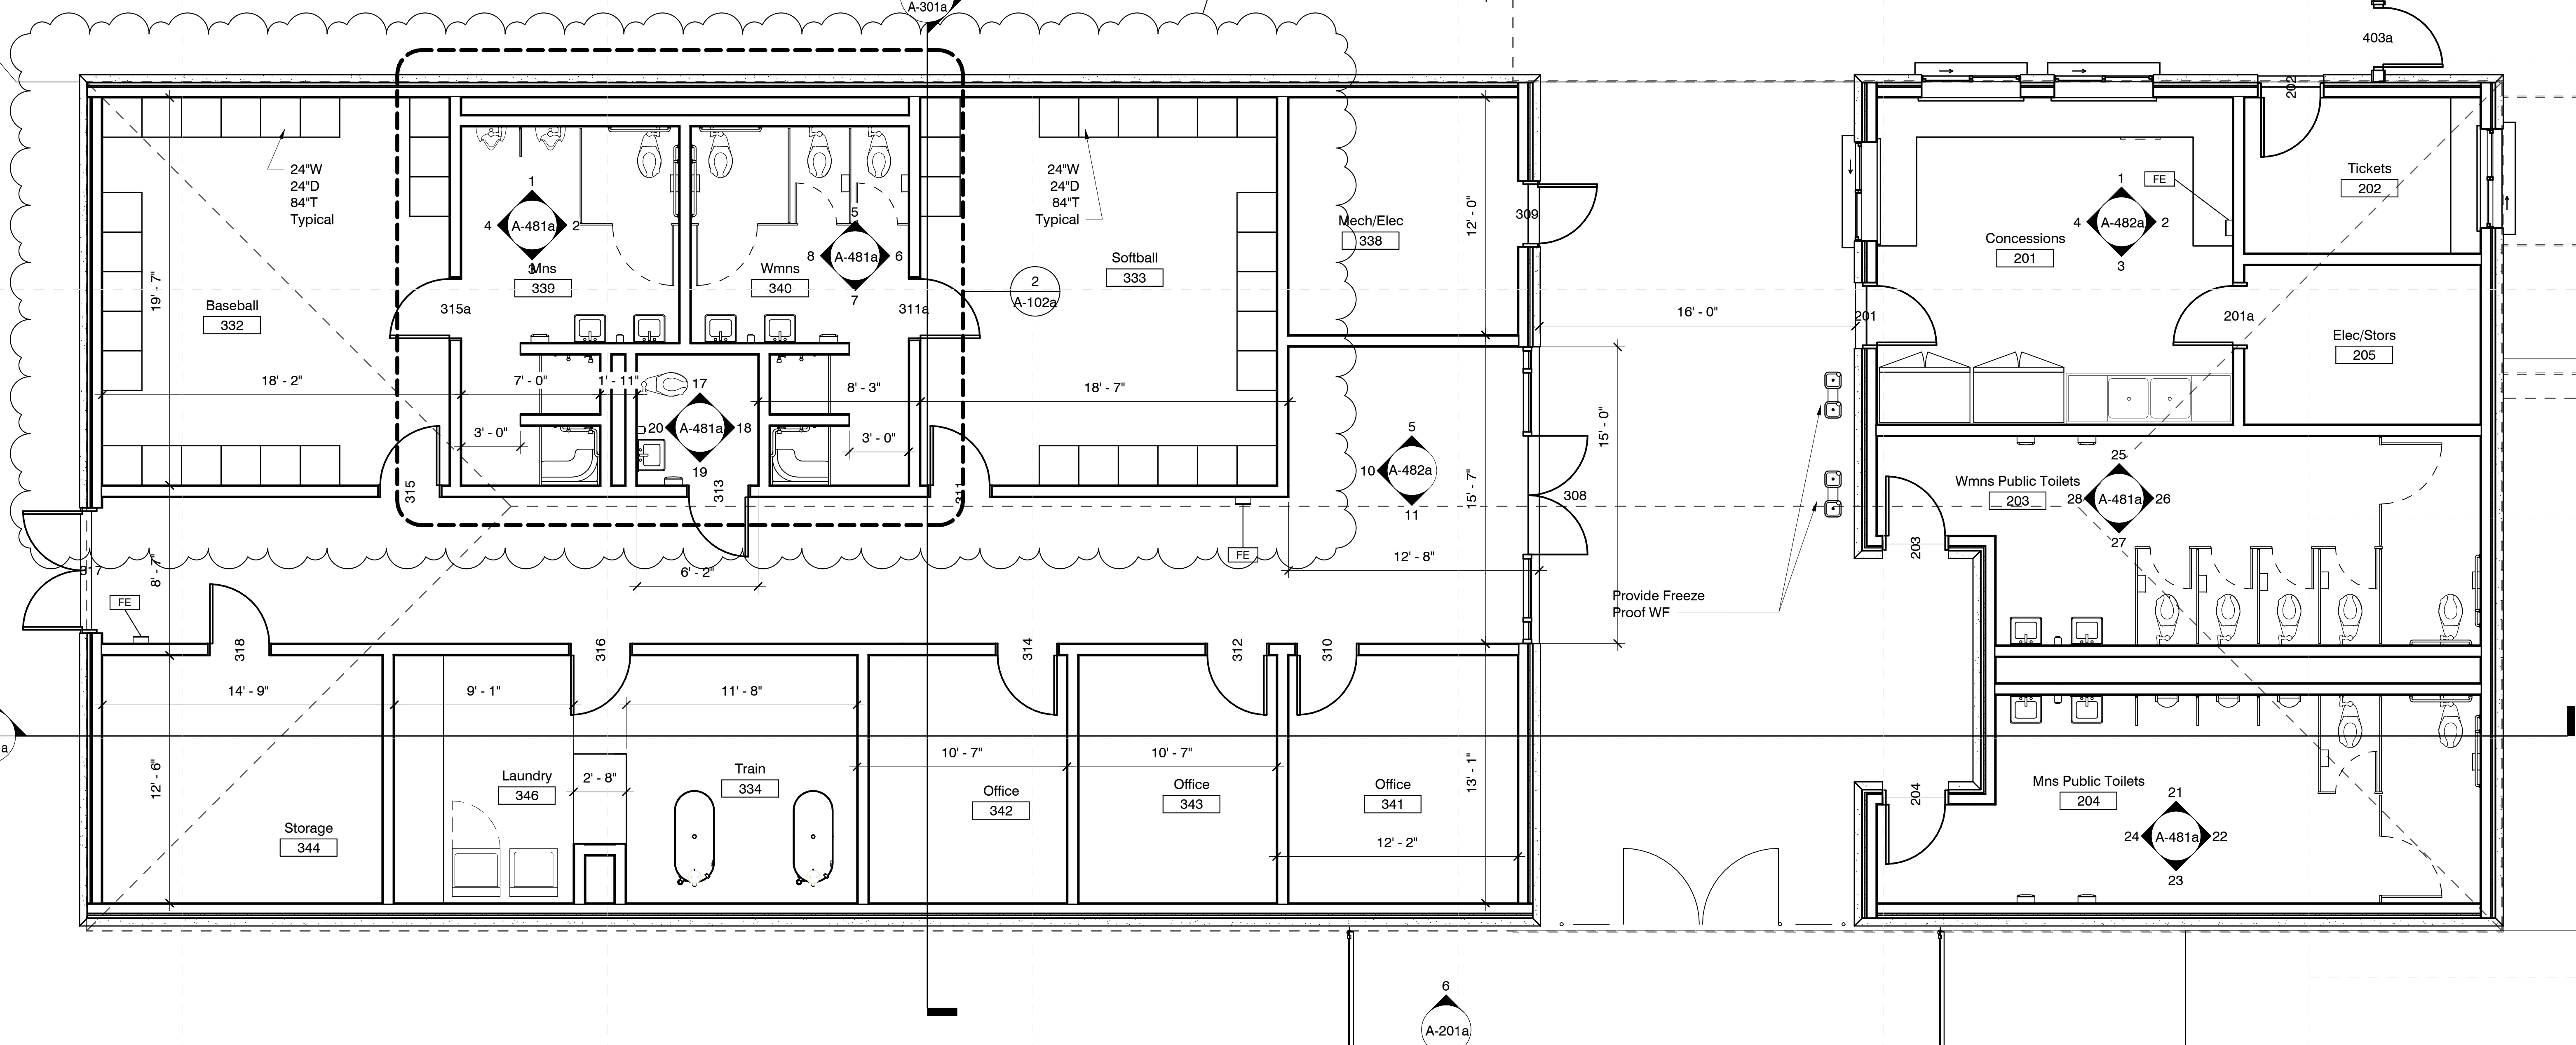 A-301a
403a
202
24"W
24"D
84"T
Typical
24"W
24"D
84"T
Typical
Tickets
202
FE
1
4
A-481a
2
3
Mns
339
5
8
A-481a
6
7
Wmns
340
Softball
333
Mech/Elec
338
309
12' - 0"
1
4
A-482a
2
3
Concessions
201
19' - 7"
Baseball
332
315a
311a
2
A-102a
16' - 0"
201
201a
Elec/Stors
205
18' - 2"
7' - 0"
1' - 11"
8' - 3"
18' - 7"
17
20
A-481a
18
19
3' - 0"
3' - 0"
15' - 0"
5
10
A-482a
11
15' - 7"
315
313
311
308
25
Wmns Public Toilets
203
28
A-481a
26
27
203
FE
12' - 8"
8' - 7"
6' - 2"
FE
Provide Freeze
Proof WF
318
316
314
312
310
14' - 9"
9' - 1"
11' - 8"
10' - 7"
10' - 7"
12' - 6"
13' - 1"
a
Laundry
346
2' - 8"
Train
334
Office
342
Office
343
Office
341
12' - 2"
Storage
344
204
Mns Public Toilets
204
21
24
A-481a
22
23
6
A-201a